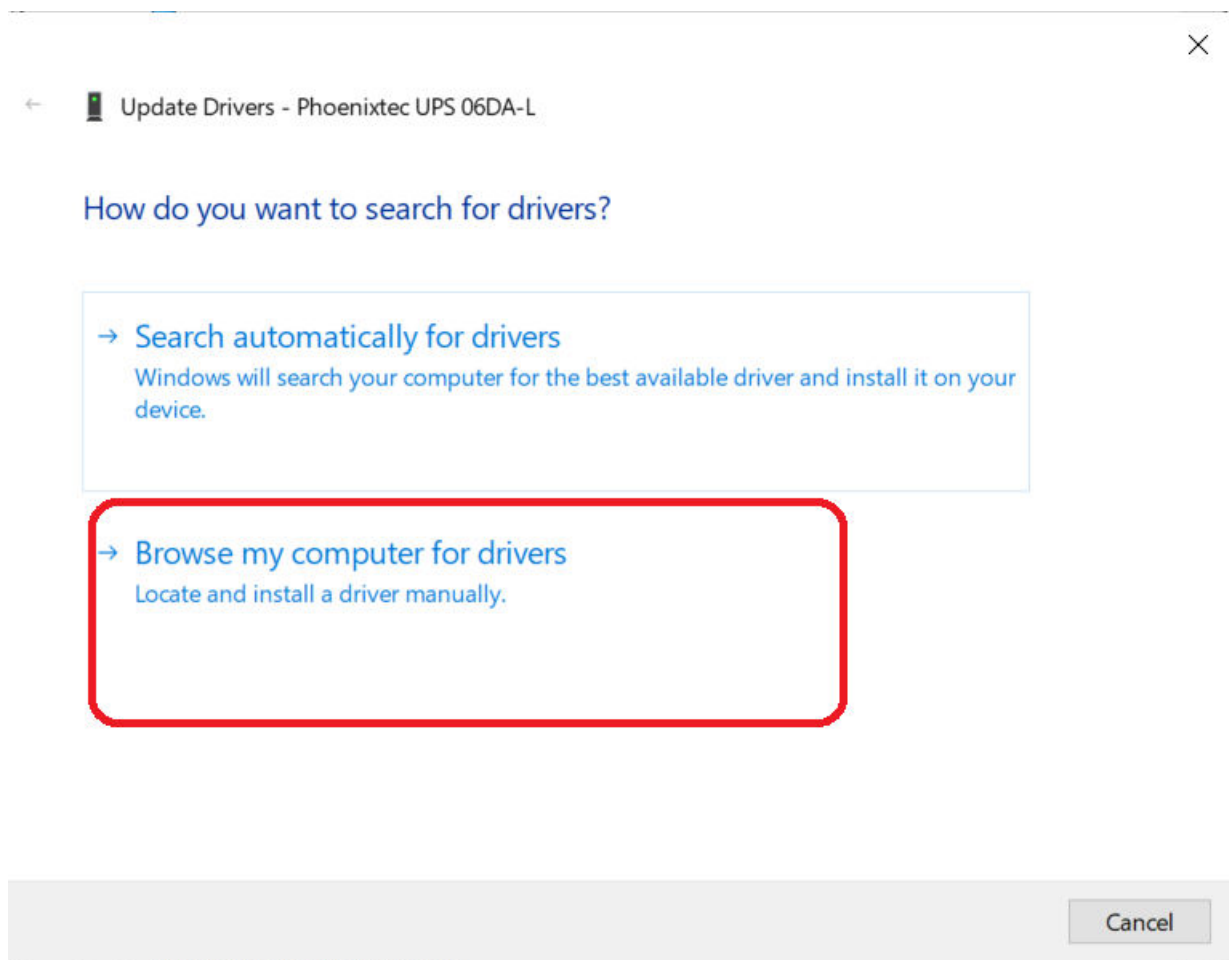 Update Drivers - Phoenixtec UPS 06DA-L
How do you want to search for drivers?
Search automatically for drivers
Windows will search your computer for the best available driver and install it on your
device.
Browse my computer for drivers
Locate and install a driver manually.
Cancel